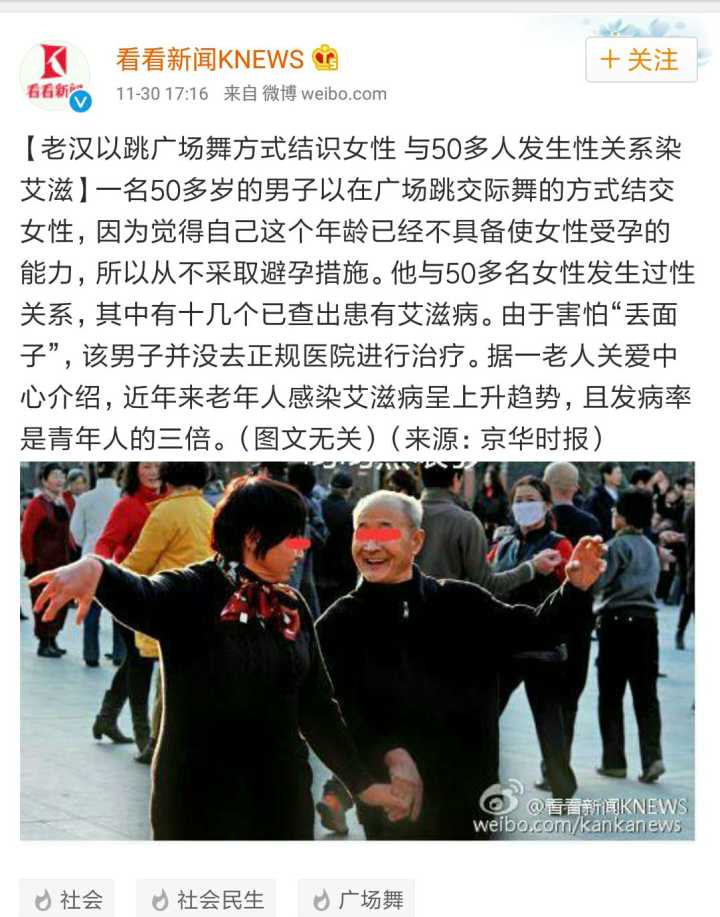 看看新闻KNEWS
+关注
看看新闻
11-30 17:16 来自 微博 weibo.com
【老汉以跳广场舞方式结识女性 与50多人发生性关系染
艾滋】一名50多岁的男子以在广场跳交际舞的方式结交
女性，因为觉得自己这个年龄已经不具备使女性受孕的
能力，所以从不采取避孕措施。他与50多名女性发生过性
关系，其中有十几个已查出患有艾滋病。由于害怕“丢面
子”，该男子并没去正规医院进行治疗。据一老人关爱中
心介绍，近年来老年人感染艾滋病呈上升趋势，且发病率
是青年人的三倍。（图文无关）（来源：京华时报）
@看看新闻KNEWS
weibo.com/kankanews
社会 社会民生 广场舞